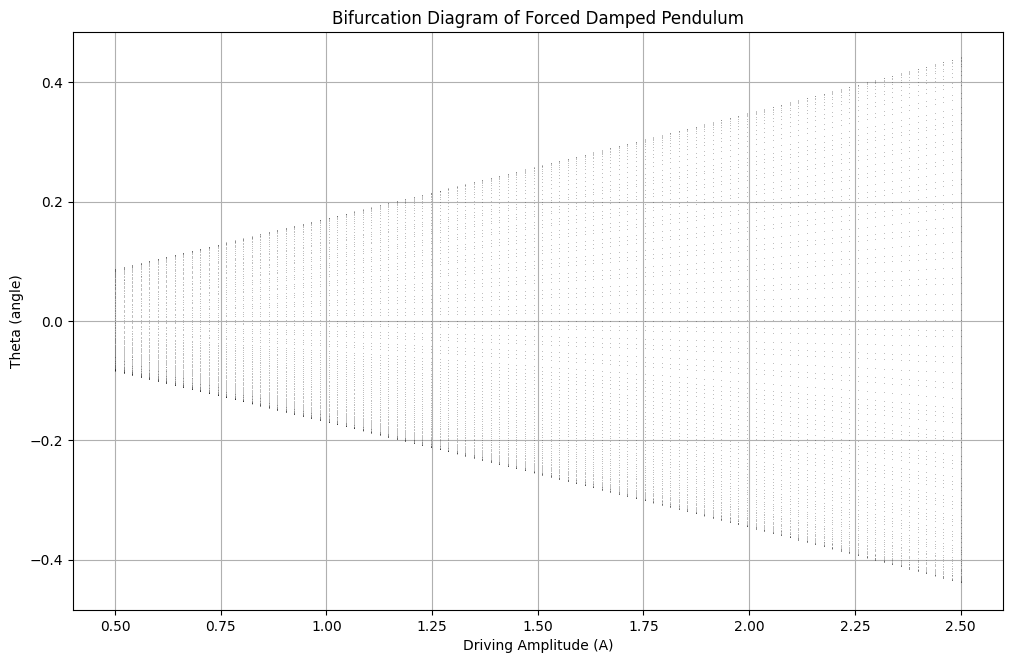 Bifurcation Diagram of Forced Damped Pendulum
0.4
0.2
0.0
−0.2
−0.4
Theta (angle)
0.50 0.75 1.00 1.25 1.50 1.75 2.00 2.25 2.50
Driving Amplitude (A)